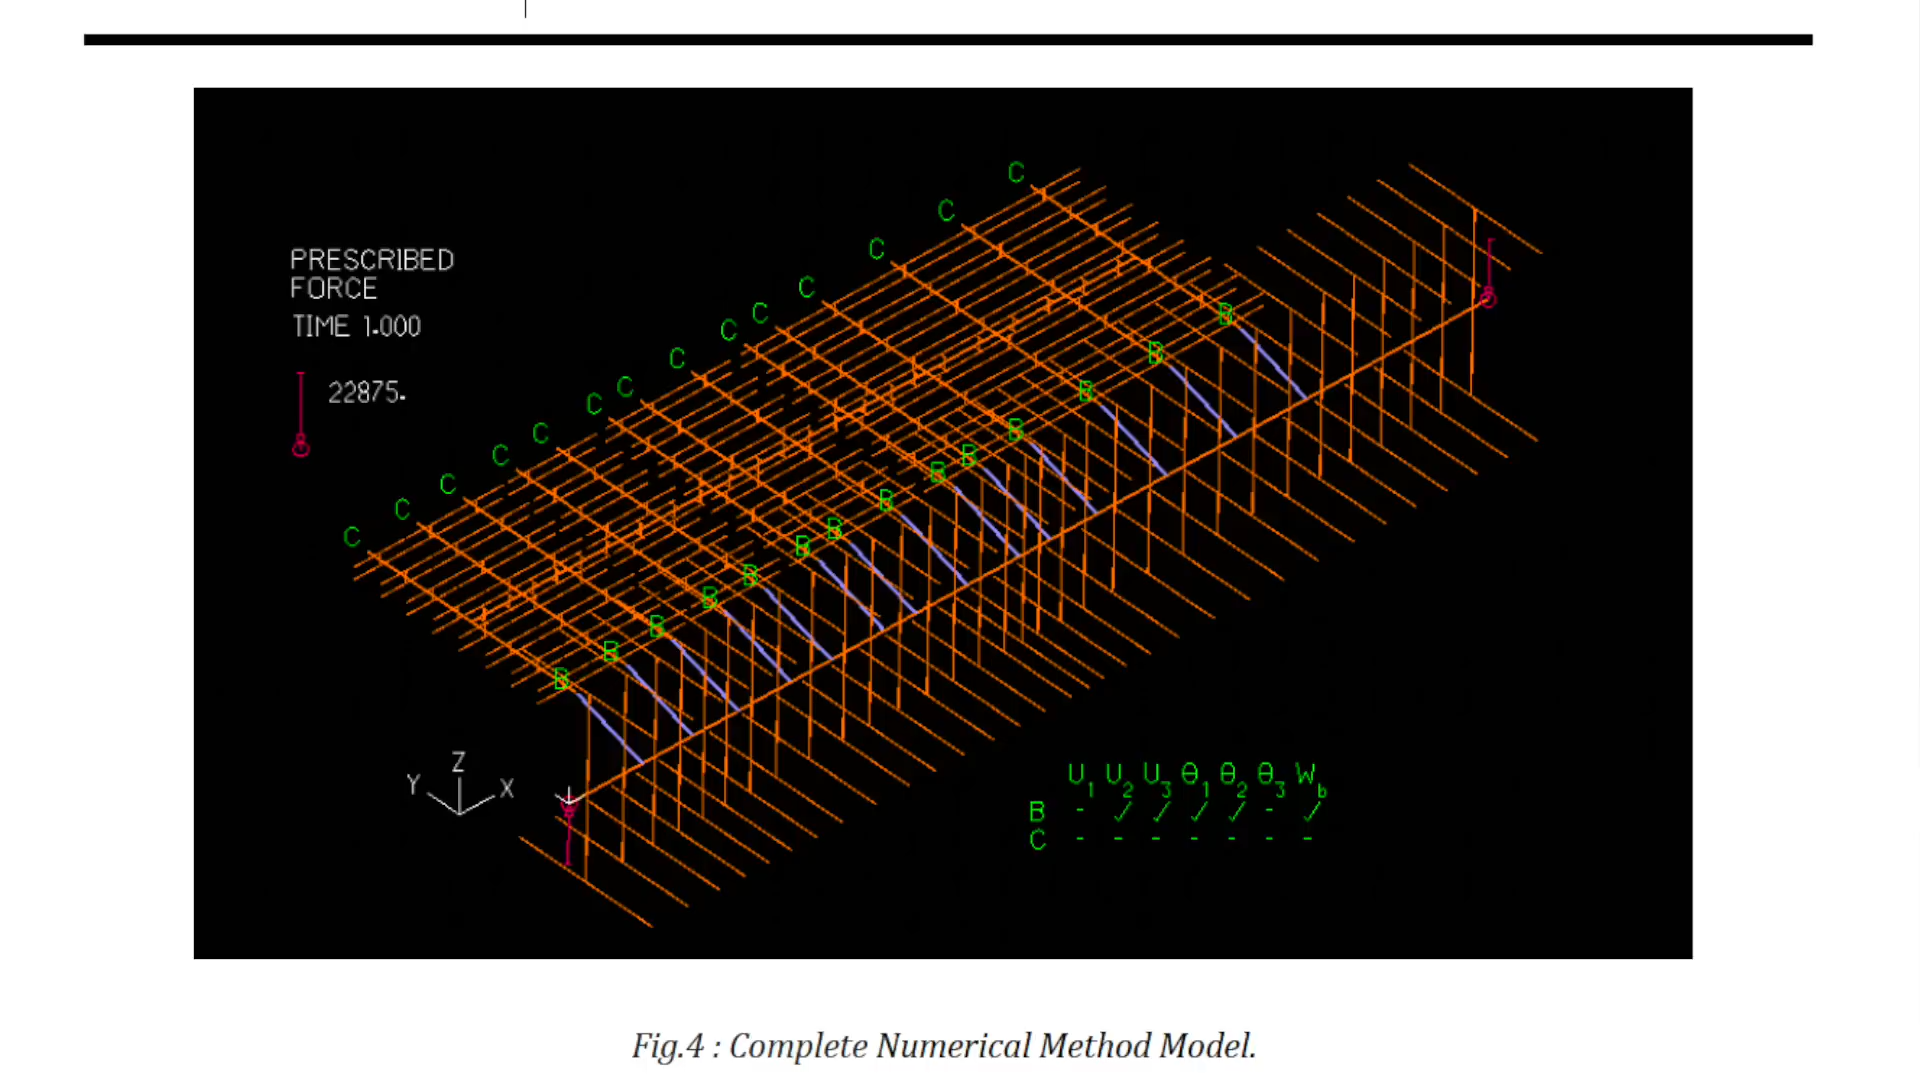 PRESCRIBED
FORCE
TIME 1.000
22875.
C
C
C
C
C
C
C
C
C
C
C
C
C
C
B
B
B
B
B
B
B
B
B
B
B
B
B
B
Z
Y X
U1 U2 U3 θ1 θ2 θ3 Wb
B - ✓ ✓ ✓ ✓ - ✓
C - - - - - - -
Fig.4 : Complete Numerical Method Model.